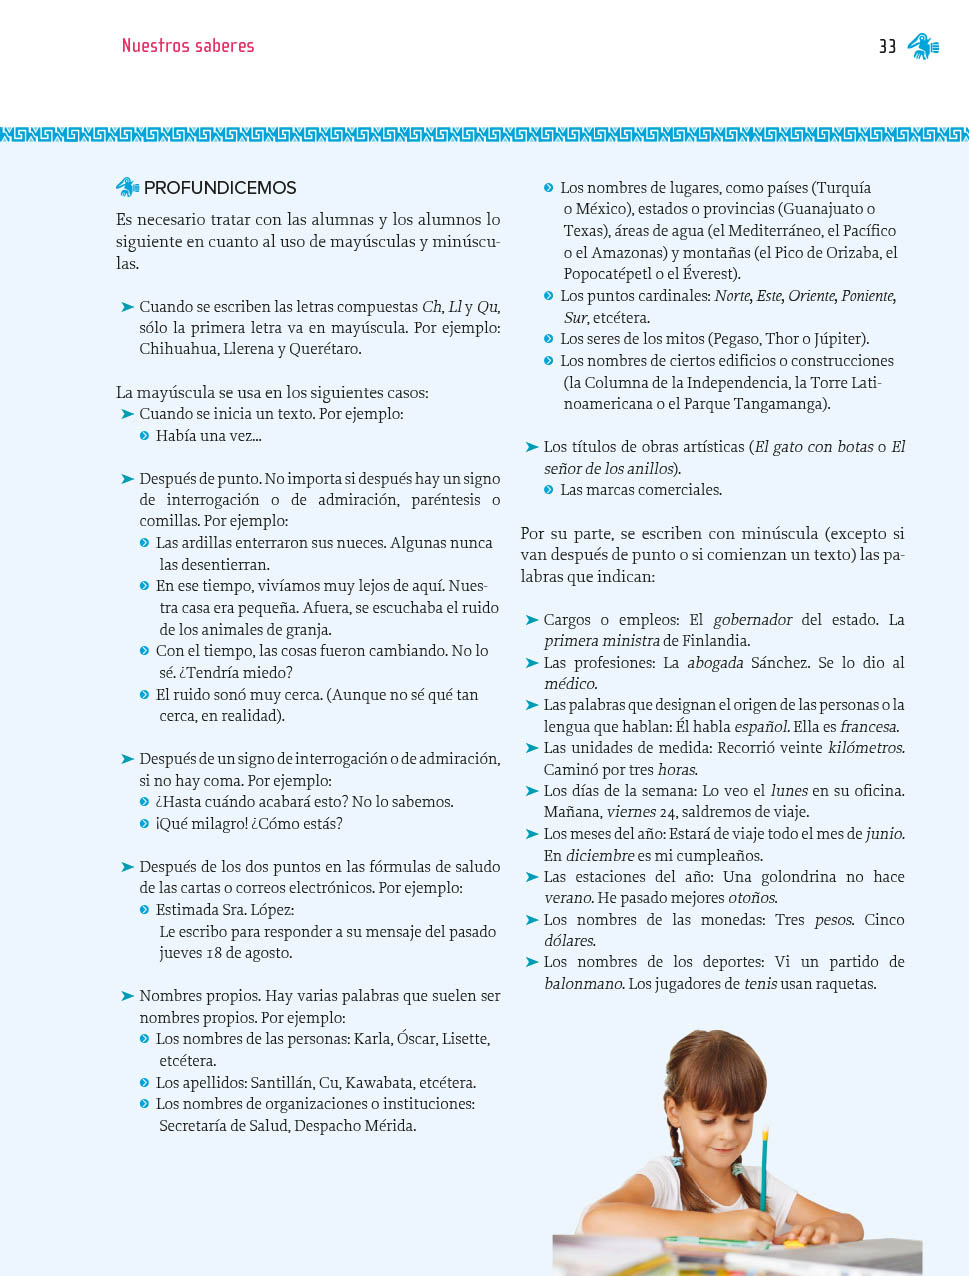 Nuestros saberes
33
PROFUNDICEMOS
Es necesario tratar con las alumnas y los alumnos lo
siguiente en cuanto al uso de mayúsculas y minúscu-
las.
Cuando se escriben las letras compuestas Ch, Ll y Qu,
sólo la primera letra va en mayúscula. Por ejemplo:
Chihuahua, Llerena y Querétaro.
La mayúscula se usa en los siguientes casos:
Cuando se inicia un texto. Por ejemplo:
Había una vez...
Después de punto. No importa si después hay un signo
de interrogación o de admiración, paréntesis o
comillas. Por ejemplo:
Las ardillas enterraron sus nueces. Algunas nunca
las desentierran.
En ese tiempo, vivíamos muy lejos de aquí. Nues-
tra casa era pequeña. Afuera, se escuchaba el ruido
de los animales de granja.
Con el tiempo, las cosas fueron cambiando. No lo
sé. ¿Tendría miedo?
El ruido sonó muy cerca. (Aunque no sé qué tan
cerca, en realidad).
Después de un signo de interrogación o de admiración,
si no hay coma. Por ejemplo:
¿Hasta cuándo acabará esto? No lo sabemos.
¡Qué milagro! ¿Cómo estás?
Después de los dos puntos en las fórmulas de saludo
de las cartas o correos electrónicos. Por ejemplo:
Estimada Sra. López:
Le escribo para responder a su mensaje del pasado
jueves 18 de agosto.
Nombres propios. Hay varias palabras que suelen ser
nombres propios. Por ejemplo:
Los nombres de las personas: Karla, Óscar, Lisette,
etcétera.
Los apellidos: Santillán, Cu, Kawabata, etcétera.
Los nombres de organizaciones o instituciones:
Secretaría de Salud, Despacho Mérida.
Los nombres de lugares, como países (Turquía
o México), estados o provincias (Guanajuato o
Texas), áreas de agua (el Mediterráneo, el Pacífico
o el Amazonas) y montañas (el Pico de Orizaba, el
Popocatépetl o el Éverest).
Los puntos cardinales: Norte, Este, Oriente, Poniente,
Sur, etcétera.
Los seres de los mitos (Pegaso, Thor o Júpiter).
Los nombres de ciertos edificios o construcciones
(la Columna de la Independencia, la Torre Lati-
noamericana o el Parque Tangamanga).
Los títulos de obras artísticas (El gato con botas o El
señor de los anillos).
Las marcas comerciales.
Por su parte, se escriben con minúscula (excepto si
van después de punto o si comienzan un texto) las pa-
labras que indican:
Cargos o empleos: El gobernador del estado. La
primera ministra de Finlandia.
Las profesiones: La abogada Sánchez. Se lo dio al
médico.
Las palabras que designan el origen de las personas o la
lengua que hablan: Él habla español. Ella es francesa.
Las unidades de medida: Recorrió veinte kilómetros.
Caminó por tres horas.
Los días de la semana: Lo veo el lunes en su oficina.
Mañana, viernes 24, saldremos de viaje.
Los meses del año: Estará de viaje todo el mes de junio.
En diciembre es mi cumpleaños.
Las estaciones del año: Una golondrina no hace
verano. He pasado mejores otoños.
Los nombres de las monedas: Tres pesos. Cinco
dólares.
Los nombres de los deportes: Vi un partido de
balonmano. Los jugadores de tenis usan raquetas.